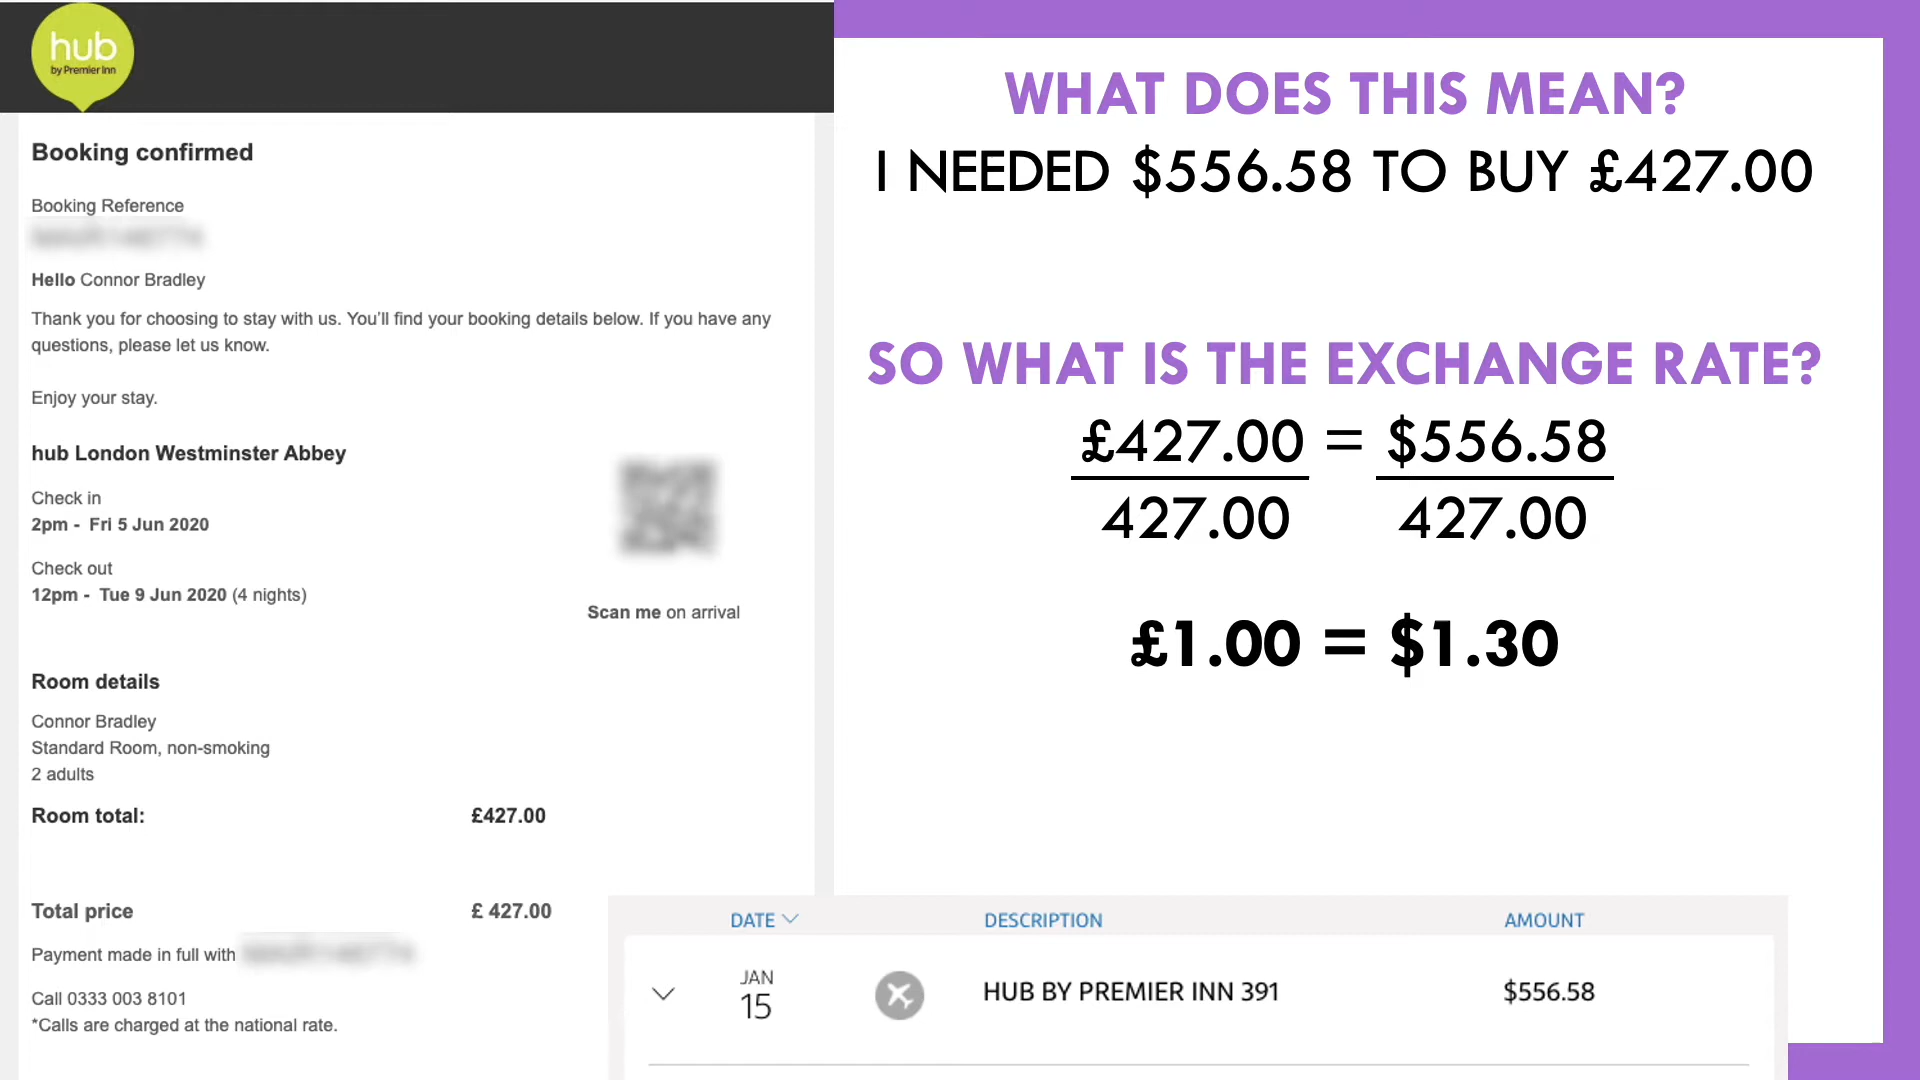 hub
by Premier Inn
Booking confirmed
Booking Reference
Hello Connor Bradley
Thank you for choosing to stay with us. You'll find your booking details below. If you have any
questions, please let us know.
Enjoy your stay.
hub London Westminster Abbey
Check in
2pm - Fri 5 Jun 2020
Check out
12pm - Tue 9 Jun 2020 (4 nights)
Scan me on arrival
Room details
Connor Bradley
Standard Room, non-smoking
2 adults
Room total: £427.00
Total price £ 427.00
Payment made in full with
Call 0333 003 8101
*Calls are charged at the national rate.
WHAT DOES THIS MEAN?
I NEEDED $556.58 TO BUY £427.00
SO WHAT IS THE EXCHANGE RATE?
£427.00 = $556.58
427.00 427.00
£1.00 = $1.30
DATE DESCRIPTION AMOUNT
JAN
15 HUB BY PREMIER INN 391 $556.58